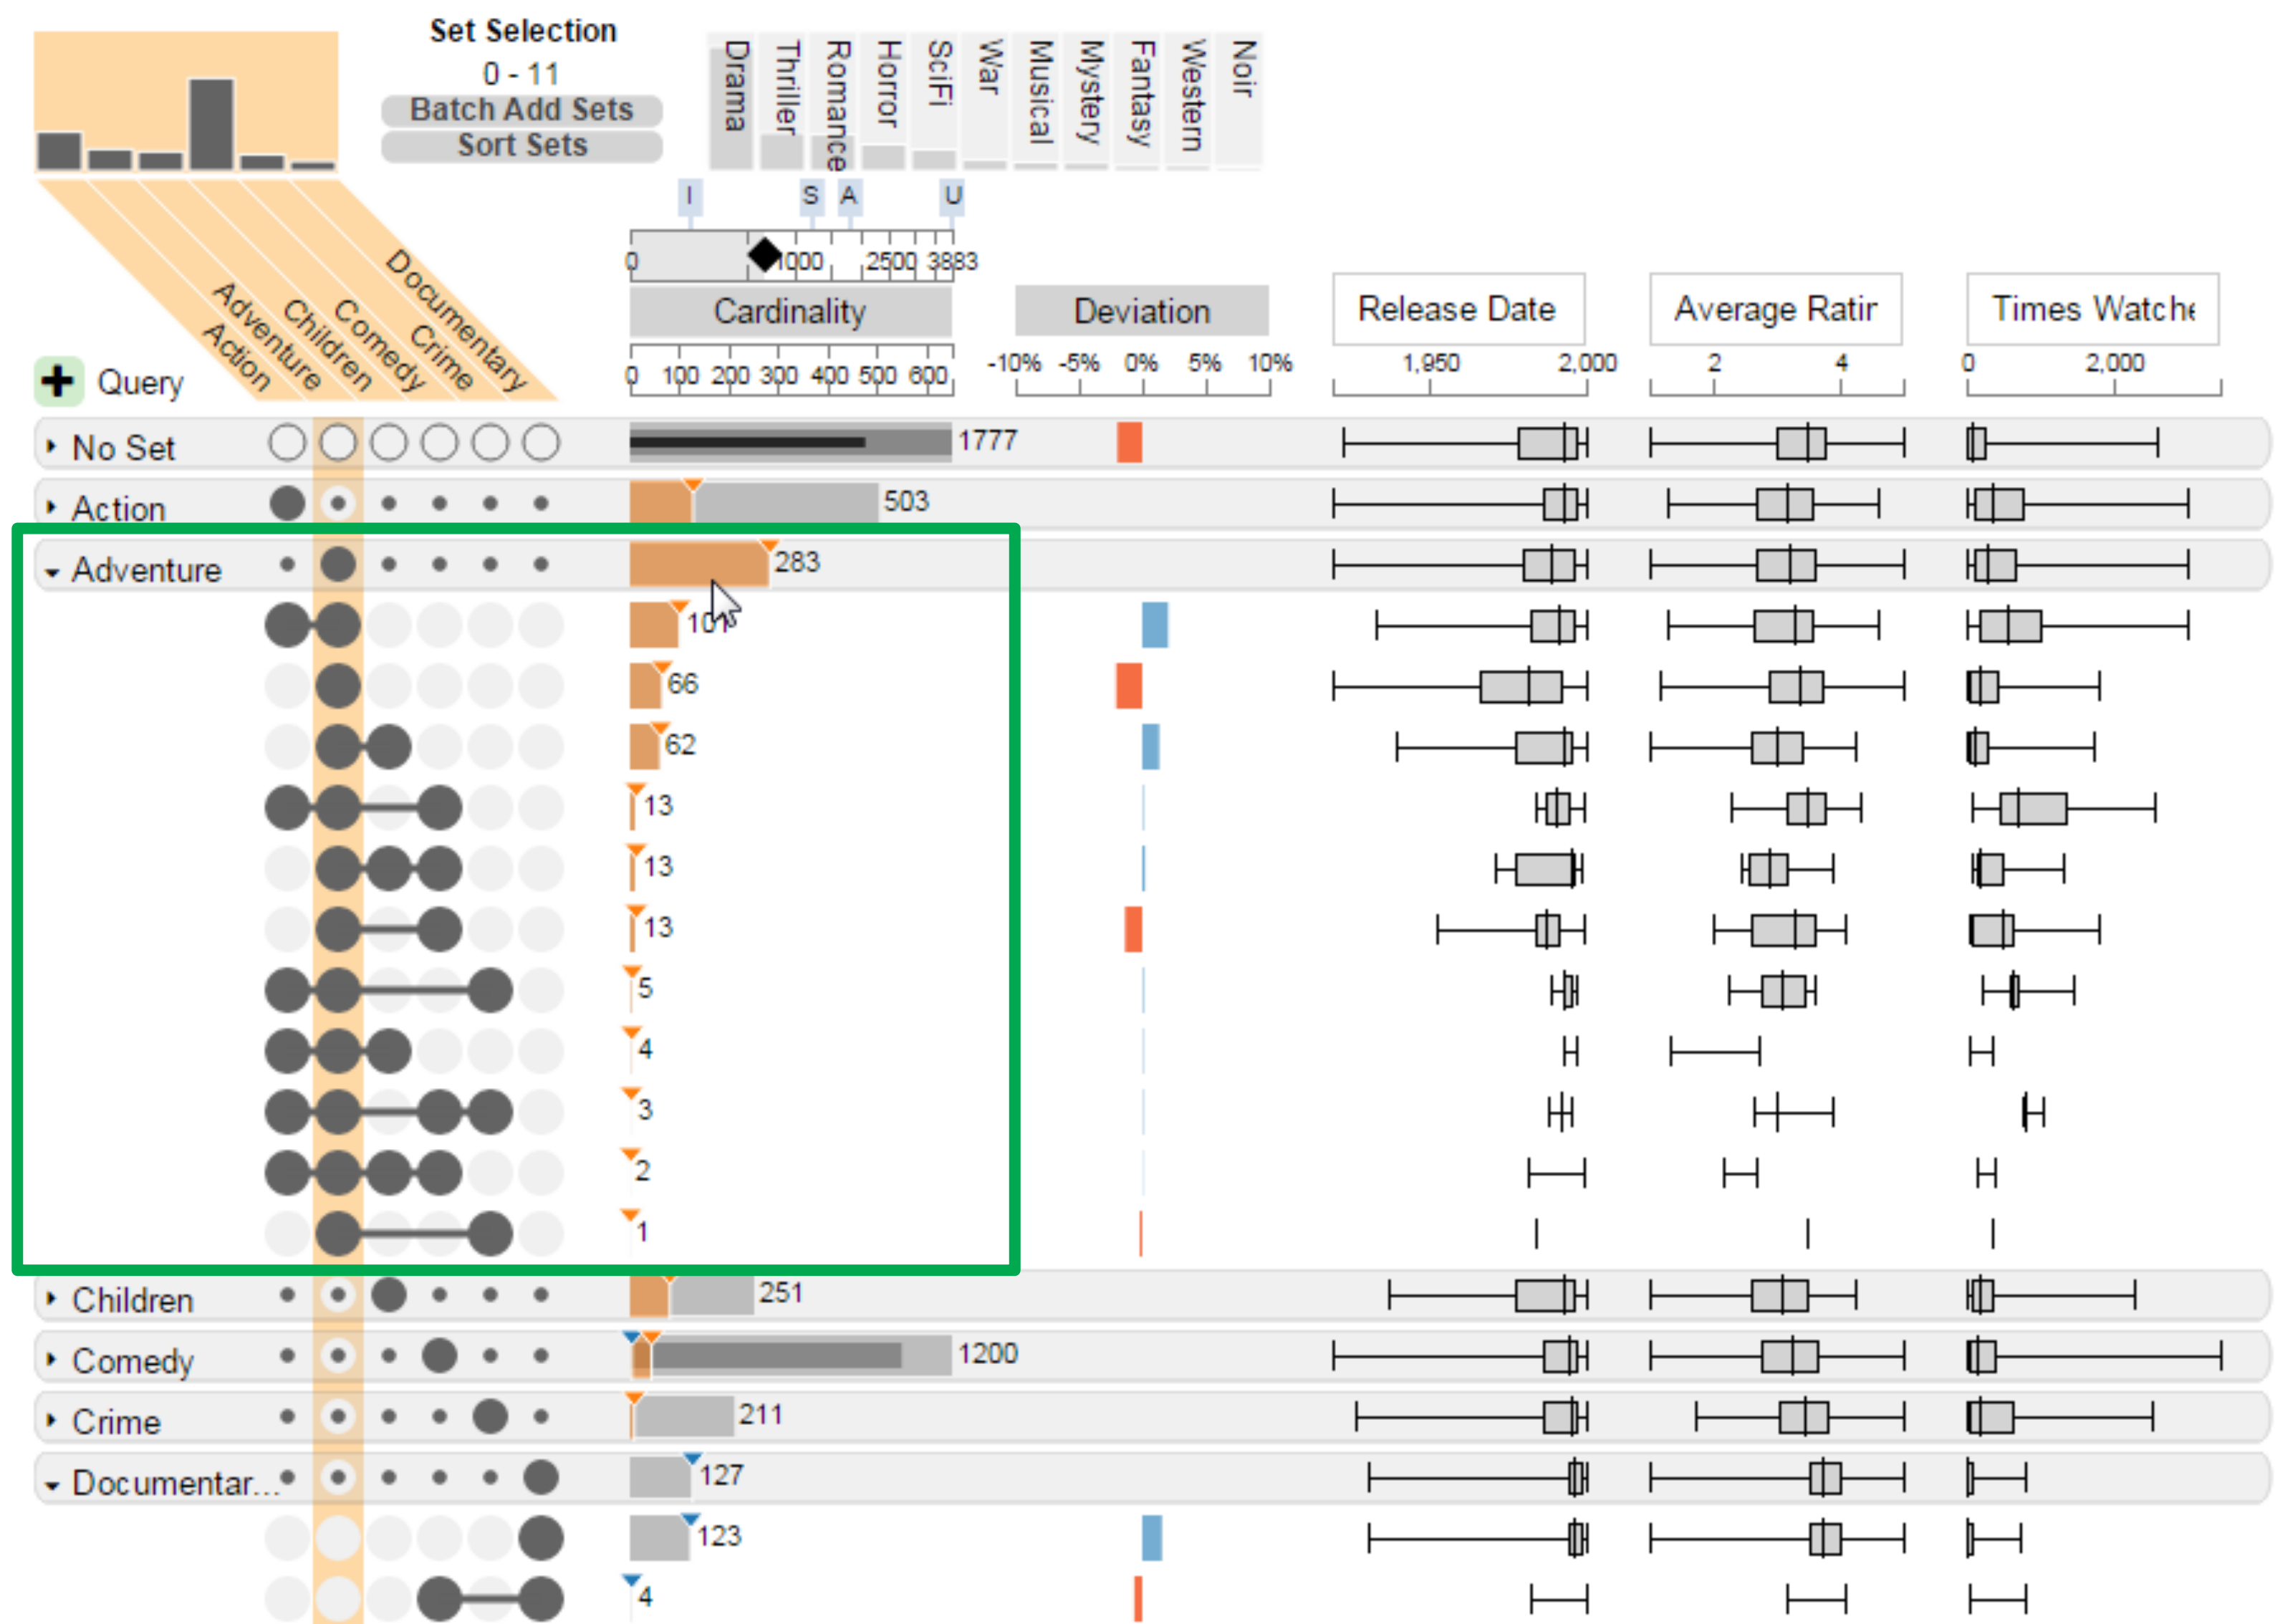 Set Selection
0 - 11
Batch Add Sets
Sort Sets
Drama
Thriller
Romance
Horror
SciFi
War
Musical
Mystery
Fantasy
Western
Noir
I S A U
0 1000 2500 3883
Cardinality
0 100 200 300 400 500 600
Deviation
-10% -5% 0% 5% 10%
Release Date
1,950 2,000
Average Ratin
2 4
Times Watche
0 2,000
Action
Adventure
Children
Comedy
Crime
Documentary
Query
No Set 1777
Action 503
Adventure 283
101
66
62
13
13
13
5
4
3
2
1
Children 251
Comedy 1200
Crime 211
Documentar... 127
123
4